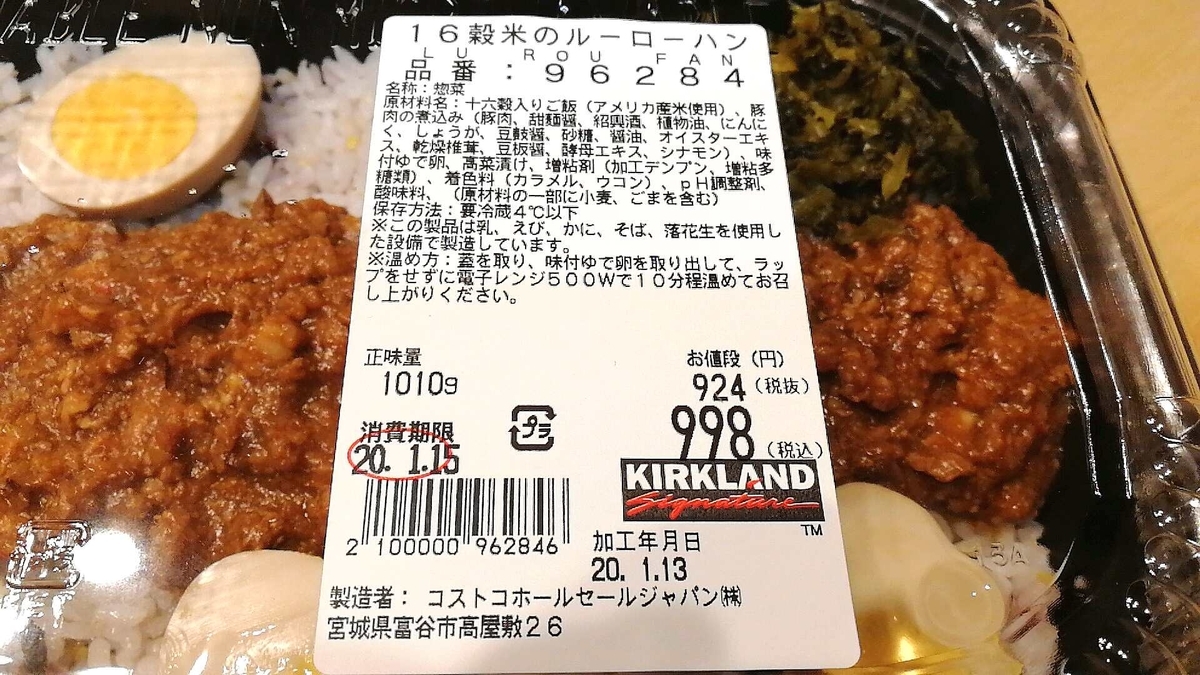 16穀米のルーローハン
LU ROU FAN
品番:96284
名称:惣菜
原材料名:十六穀入りご飯(アメリカ産米使用)、豚
肉の煮込み(豚肉、甜麺醤、紹興酒、植物油、にんに
く、しょうが、豆鼓醤、砂糖、醤油、オイスターエキ
ス、乾燥椎茸、豆板醤、酵母エキス、シナモン)、味
付ゆで卵、高菜漬け、増粘剤(加工デンプン、増粘多
糖類)、着色料(カラメル、ウコン)、pH調整剤、
酸味料、(原材料の一部に小麦、ごまを含む)
保存方法:要冷蔵4℃以下
※この製品は乳、えび、かに、そば、落花生を使用し
た設備で製造しています。
※温め方:蓋を取り、味付ゆで卵を取り出して、ラッ
プをせずに電子レンジ500Wで10分程温めてお召
し上がりください。
正味量 お値段(円)
1010g 924(税抜)
998(税込)
消費期限 プラ
20. 1.15
KIRKLAND
Signature
TM
2 100000 962846
加工年月日
20. 1.13
製造者: コストコホールセールジャパン㈱
宮城県富谷市高屋敷26